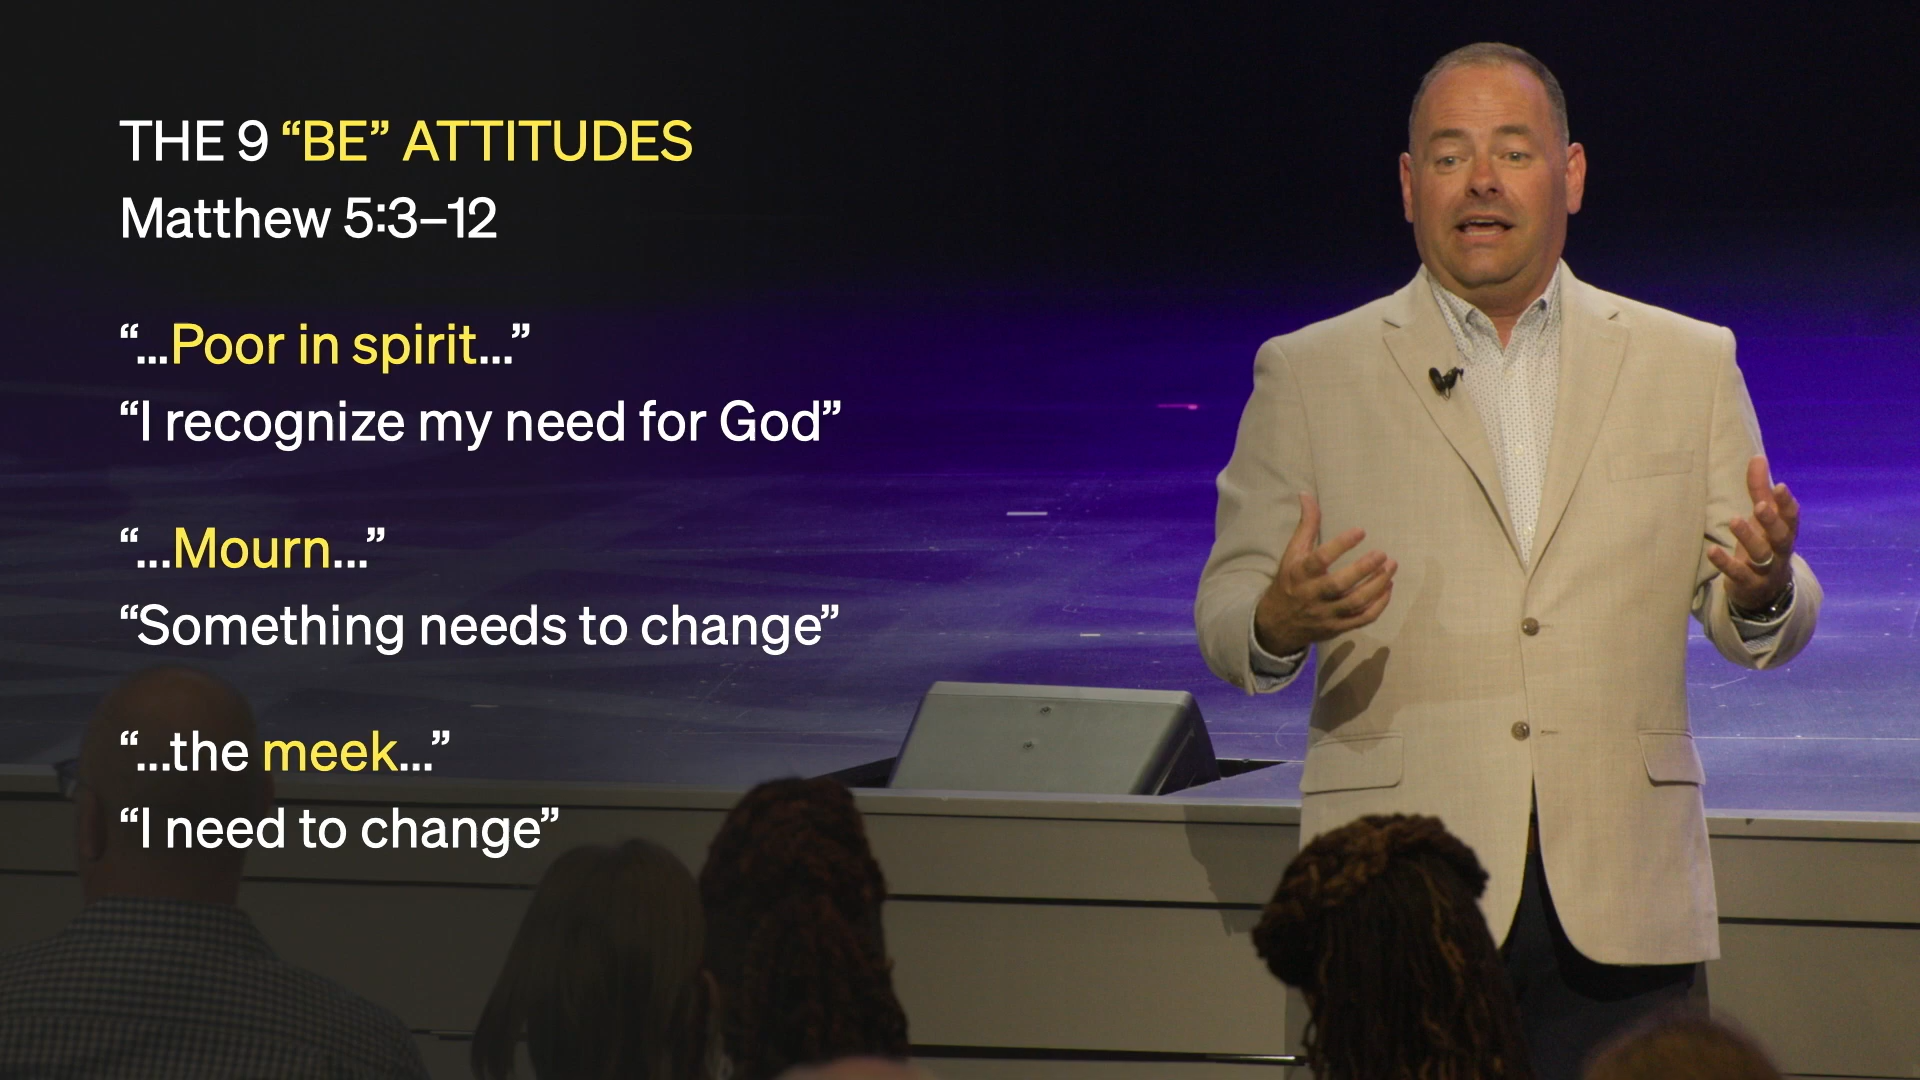 THE 9 “BE” ATTITUDES
Matthew 5:3–12
“...Poor in spirit...”
“I recognize my need for God”
“...Mourn...”
“Something needs to change”
“...the meek...”
“I need to change”